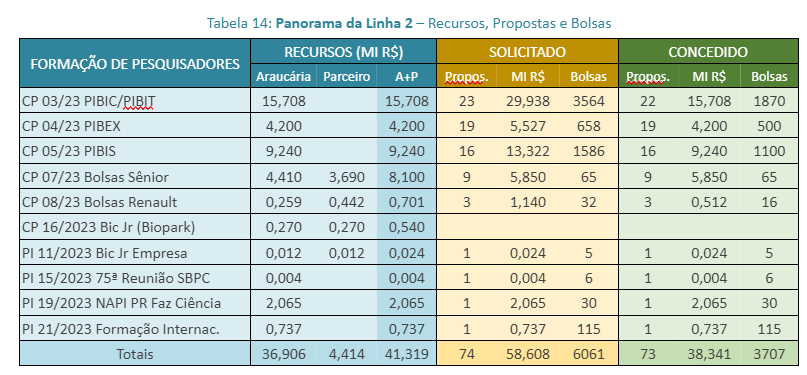 Tabela 14: Panorama da Linha 2 – Recursos, Propostas e Bolsas
FORMAÇÃO DE PESQUISADORES RECURSOS (MI R$) SOLICITADO CONCEDIDO
Araucária Parceiro A+P Propos. MI R$ Bolsas Propos. MI R$ Bolsas
CP 03/23 PIBIC/PIBIT 15,708 15,708 23 29,938 3564 22 15,708 1870
CP 04/23 PIBEX 4,200 4,200 19 5,527 658 19 4,200 500
CP 05/23 PIBIS 9,240 9,240 16 13,322 1586 16 9,240 1100
CP 07/23 Bolsas Sênior 4,410 3,690 8,100 9 5,850 65 9 5,850 65
CP 08/23 Bolsas Renault 0,259 0,442 0,701 3 1,140 32 3 0,512 16
CP 16/2023 Bic Jr (Biopark) 0,270 0,270 0,540
PI 11/2023 Bic Jr Empresa 0,012 0,012 0,024 1 0,024 5 1 0,024 5
PI 15/2023 75ª Reunião SBPC 0,004 0,004 1 0,004 6 1 0,004 6
PI 19/2023 NAPI PR Faz Ciência 2,065 2,065 1 2,065 30 1 2,065 30
PI 21/2023 Formação Internac. 0,737 0,737 1 0,737 115 1 0,737 115
Totais 36,906 4,414 41,319 74 58,608 6061 73 38,341 3707